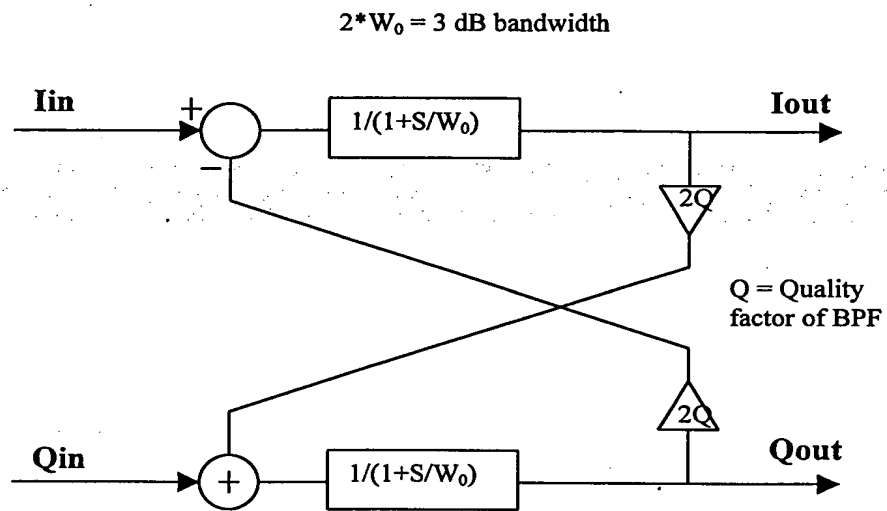 2*W₀ = 3 dB bandwidth
Iin
+
1/(1+S/W₀)
Iout
−
2Q
Q = Quality
factor of BPF
2Q
Qin
+
1/(1+S/W₀)
Qout